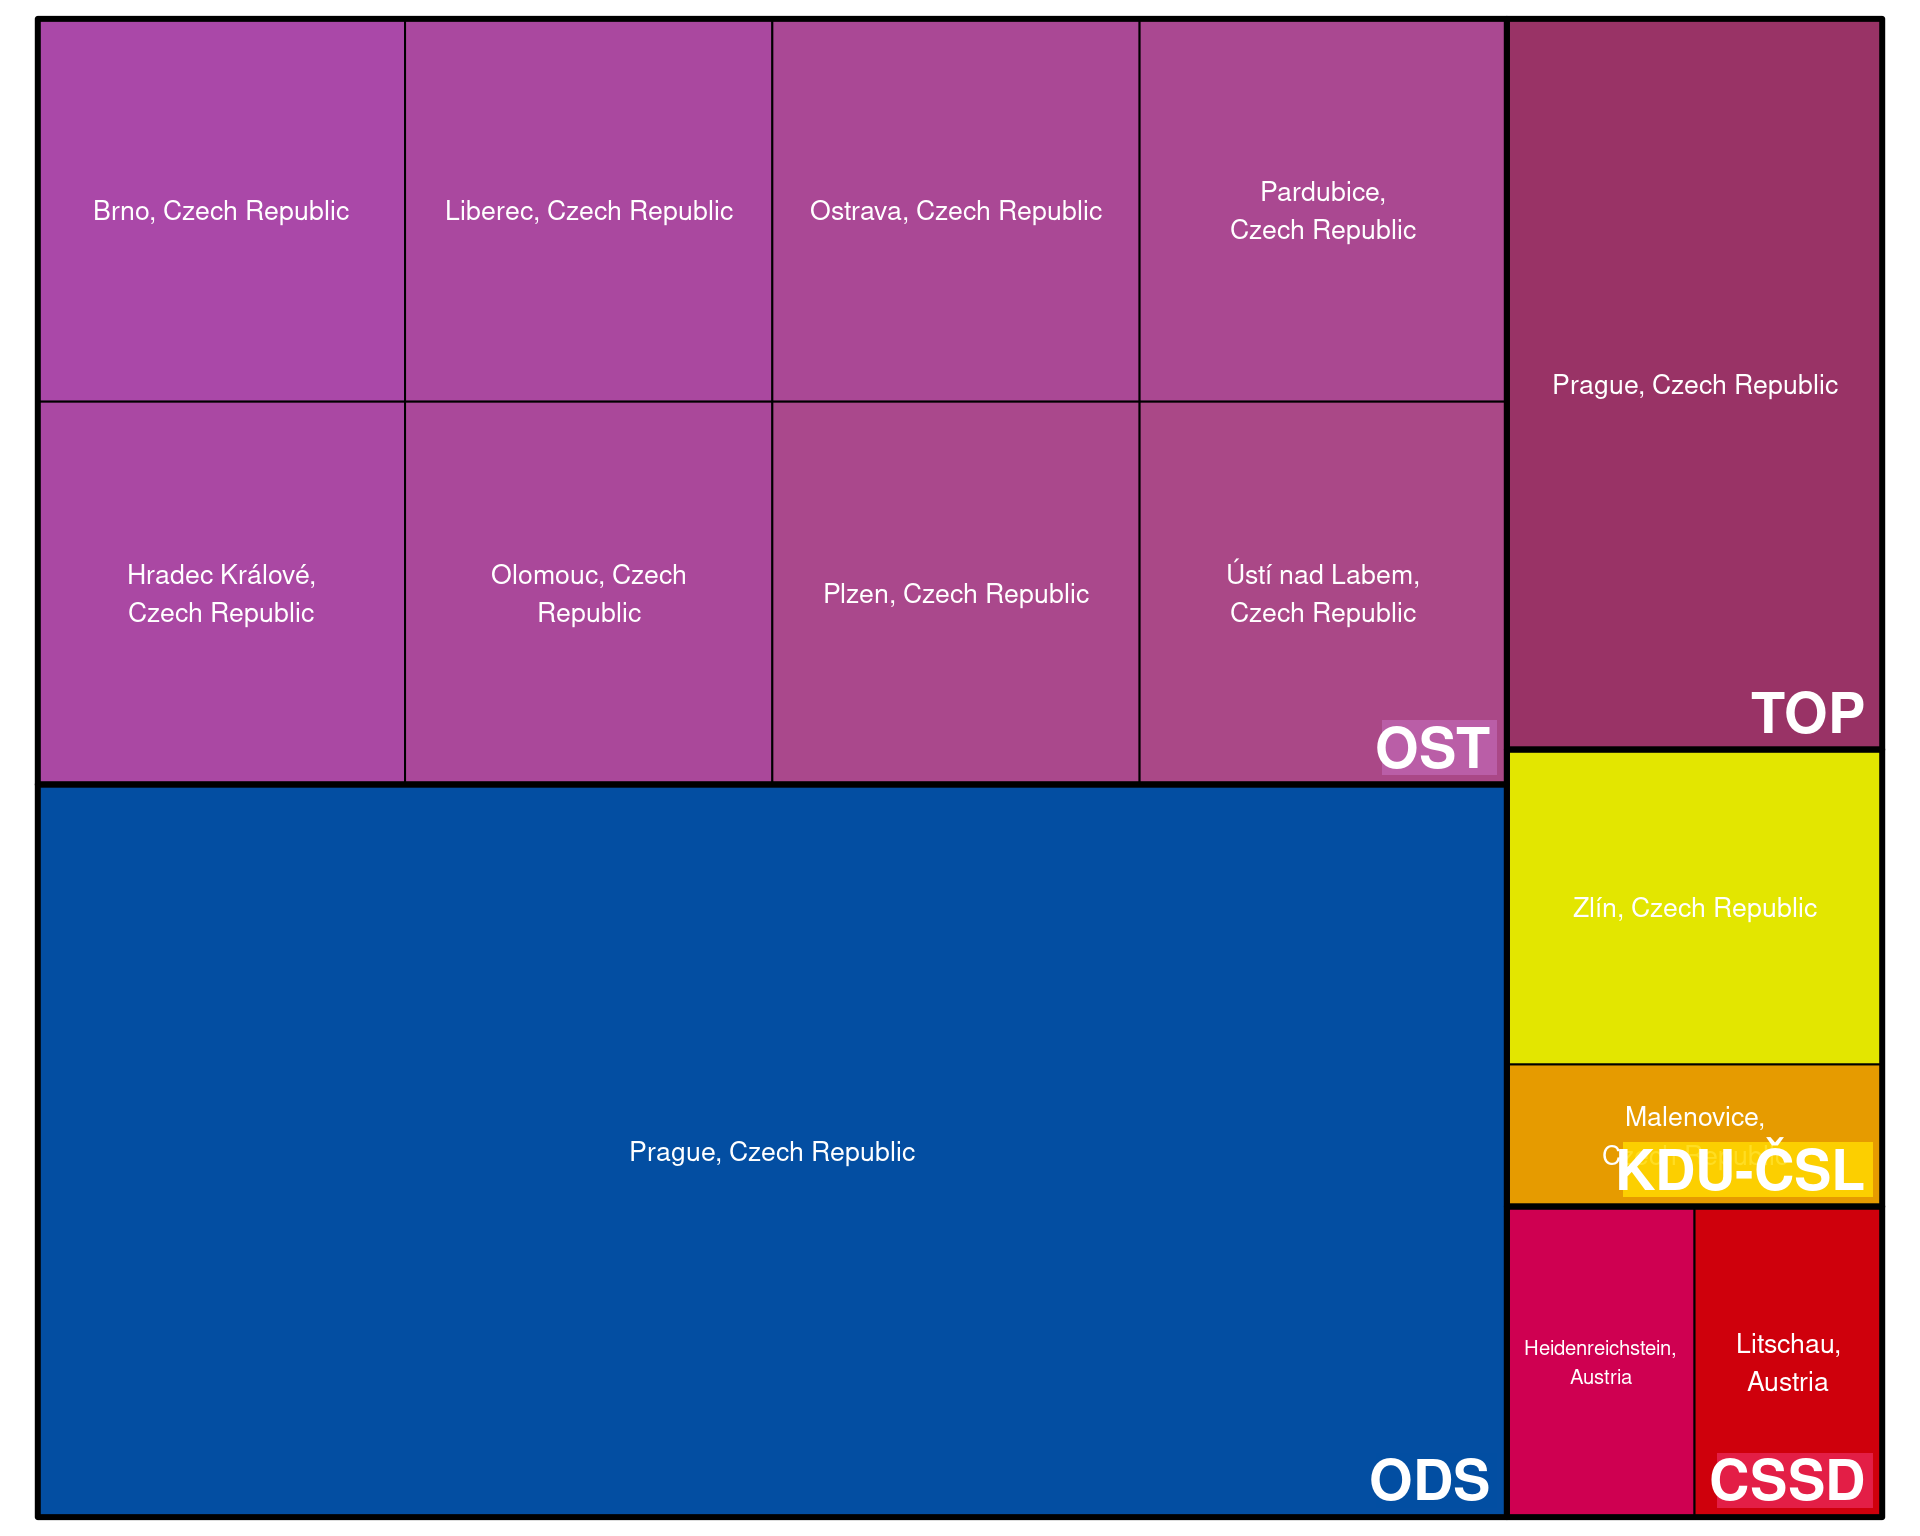 Brno, Czech Republic
Liberec, Czech Republic
Ostrava, Czech Republic
Pardubice,
Czech Republic
Hradec Králové,
Czech Republic
Olomouc, Czech
Republic
Plzen, Czech Republic
Ústí nad Labem,
Czech Republic
OST
Prague, Czech Republic
ODS
Prague, Czech Republic
TOP
Zlín, Czech Republic
Malenovice,
Czech Republic
KDU-ČSL
Heidenreichstein,
Austria
Litschau,
Austria
CSSD